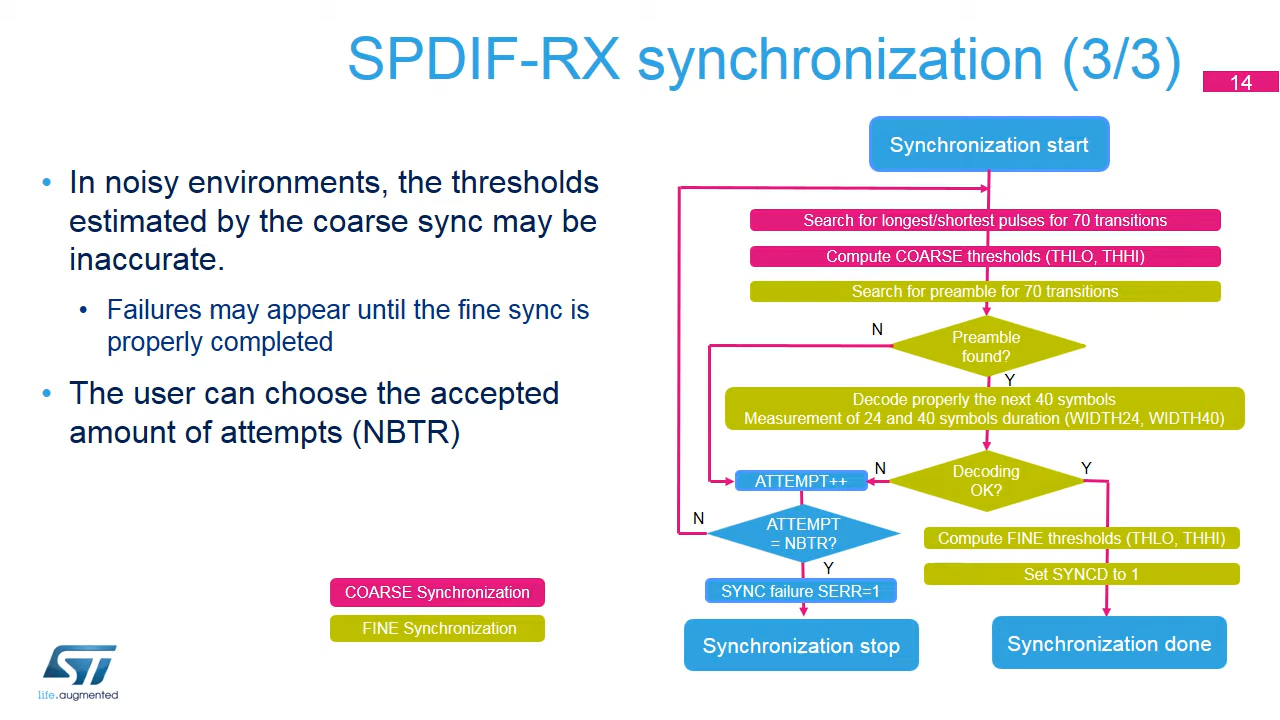 SPDIF-RX synchronization (3/3)
14
• In noisy environments, the thresholds
estimated by the coarse sync may be
inaccurate.
• Failures may appear until the fine sync is
properly completed
• The user can choose the accepted
amount of attempts (NBTR)
Synchronization start
Search for longest/shortest pulses for 70 transitions
Compute COARSE thresholds (THLO, THHI)
Search for preamble for 70 transitions
N
Preamble
found?
Y
Decode properly the next 40 symbols
Measurement of 24 and 40 symbols duration (WIDTH24, WIDTH40)
N
Decoding
OK?
Y
ATTEMPT++
N
ATTEMPT
= NBTR?
Y
Compute FINE thresholds (THLO, THHI)
Set SYNCD to 1
SYNC failure SERR=1
Synchronization stop
Synchronization done
COARSE Synchronization
FINE Synchronization
ST
life.augmented